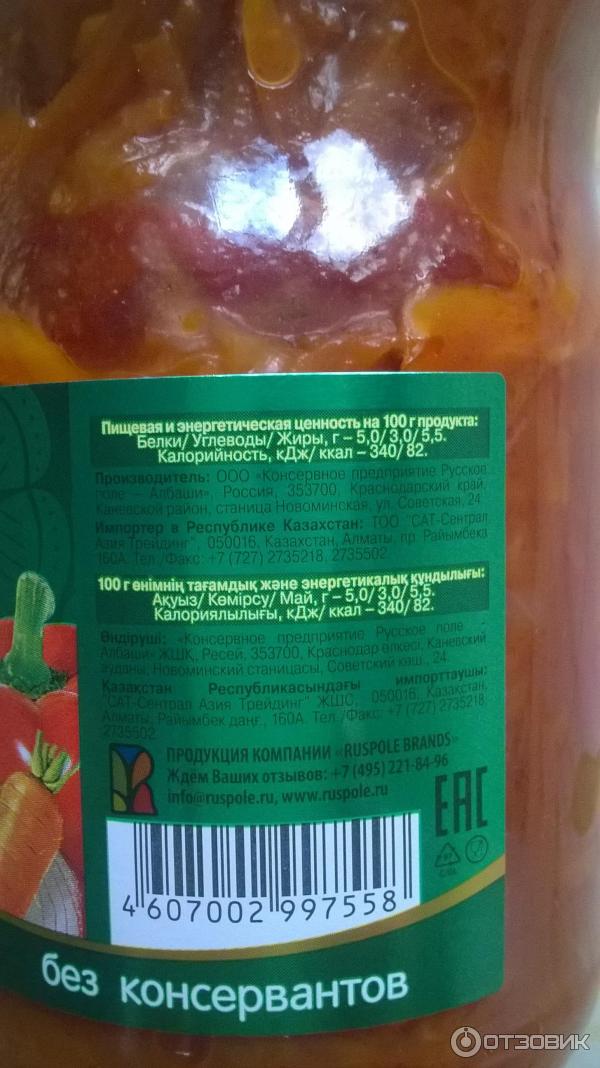 Пищевая и энергетическая ценность на 100 г продукта:
Белки/ Углеводы/ Жиры, г – 5,0/ 3,0/ 5,5.
Калорийность, кДж/ ккал – 340/ 82.
Производитель: ООО «Консервное предприятие Русское
поле – Албаши», Россия, 353700, Краснодарский край,
Каневской район, станица Новоминская, ул. Советская, 24.
Импортер в Республике Казахстан: ТОО "САТ-Сентрал
Азия Трейдинг", 050016, Казахстан, Алматы, пр. Райымбека
160А. Тел./Факс: +7 (727) 2735218, 2735502.
100 г өнімнің тағамдық және энергетикалық құндылығы:
Ақуыз/ Көмірсу/ Май, г – 5,0/ 3,0/ 5,5.
Калориялылығы, кДж/ ккал – 340/ 82.
Өндіруші: «Консервное предприятие Русское поле -
Албаши» ЖШҚ, Ресей, 353700, Краснодар өлкесі, Каневский
ауданы, Новоминский станицасы, Советский көш., 24.
Қазақстан Республикасындағы импорттаушы:
"САТ-Сентрал Азия Трейдинг" ЖШС, 050016, Қазақстан,
Алматы, Райымбек даңғ., 160А. Тел./Факс: +7 (727) 2735218,
2735502.
ПРОДУКЦИЯ КОМПАНИИ «RUSPOLE BRANDS»
Ждём Ваших отзывов: +7 (495) 221-84-96
info@ruspole.ru, www.ruspole.ru
EAC
4 607002 997558
без консервантов
ОТЗОВИК